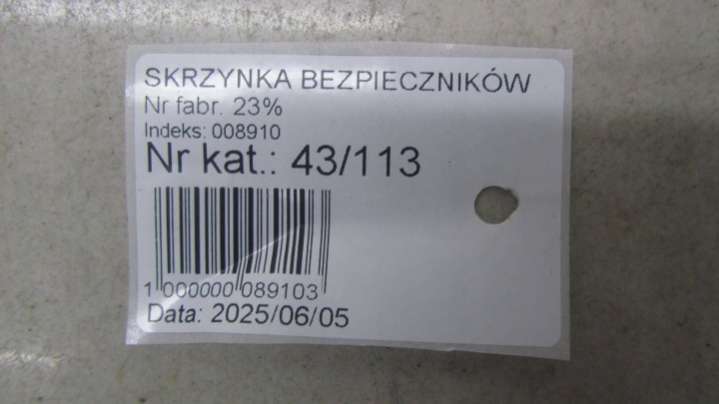 SKRZYNKA BEZPIECZNIKÓW
Nr fabr. 23%
Indeks: 008910
Nr kat.: 43/113
1 000000 089103
Data: 2025/06/05